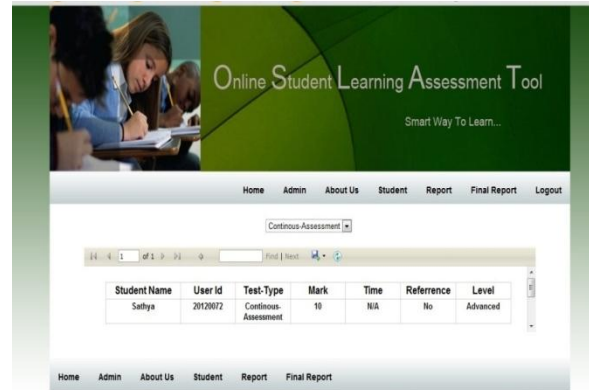 Online Student Learning Assessment Tool
Smart Way To Learn...
Home Admin About Us Student Report Final Report Logout
Continous-Assessment
1 of 1 Find | Next
Student Name User Id Test-Type Mark Time Referrence Level
Sathya 20120072 Continous-Assessment 10 N/A No Advanced
Home Admin About Us Student Report Final Report